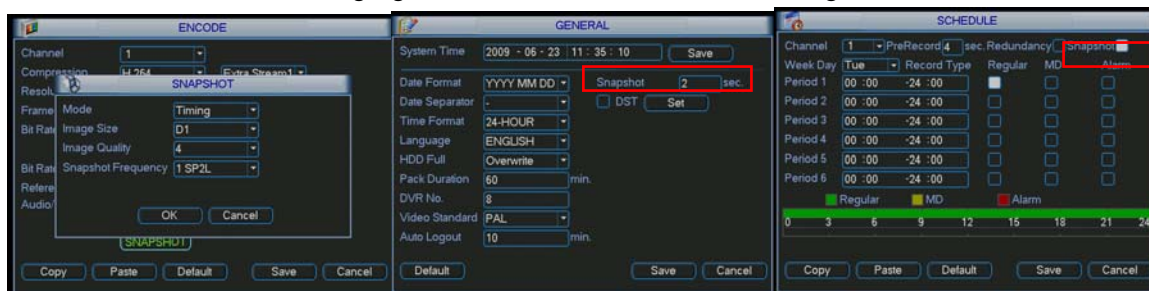 ENCODE
Channel 1
Compression H.264 Extra Stream1
SNAPSHOT
Mode Timing
Image Size D1
Image Quality 4
Snapshot Frequency 1 SP2L
OK Cancel
Frame
Bit Rate
Bit Rate
Audio/
SNAPSHOT
Copy Paste Default Save Cancel
GENERAL
System Time 2009 - 06 - 23 11 : 35 : 10 Save
Date Format YYYY MM DD Snapshot 2 sec.
Date Separator - DST Set
Time Format 24-HOUR
Language ENGLISH
HDD Full Overwrite
Pack Duration 60 min.
DVR No. 8
Video Standard PAL
Auto Logout 10 min.
Default Save Cancel
SCHEDULE
Channel 1 PreRecord 4 sec. Redundancy Snapshot
Week Day Tue Record Type Regular MD Alarm
Period 1 00 :00 -24 :00
Period 2 00 :00 -24 :00
Period 3 00 :00 -24 :00
Period 4 00 :00 -24 :00
Period 5 00 :00 -24 :00
Period 6 00 :00 -24 :00
Regular MD Alarm
0 3 6 9 12 15 18 21 24
Copy Paste Default Save Cancel